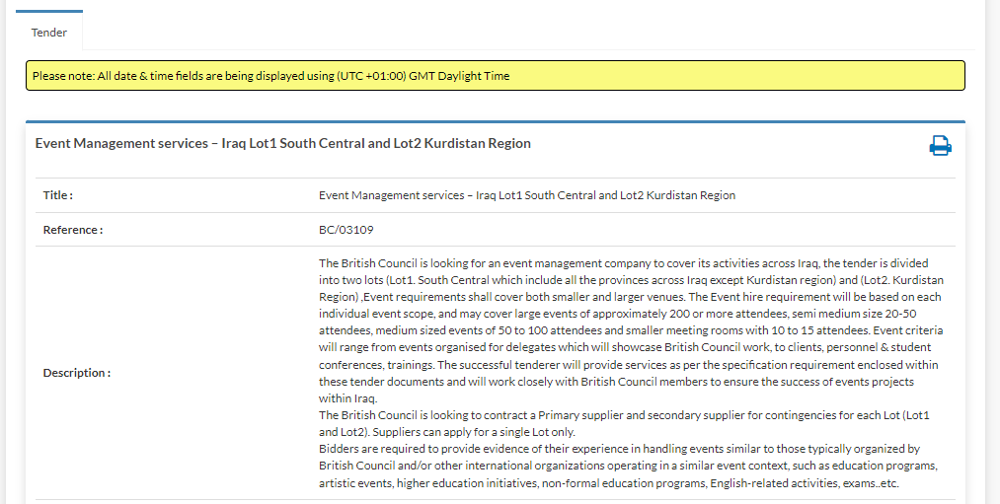 Tender
Please note: All date & time fields are being displayed using (UTC +01:00) GMT Daylight Time
Event Management services – Iraq Lot1 South Central and Lot2 Kurdistan Region
Title :
Event Management services – Iraq Lot1 South Central and Lot2 Kurdistan Region
Reference :
BC/03109
Description :
The British Council is looking for an event management company to cover its activities across Iraq, the tender is divided
into two lots (Lot1. South Central which include all the provinces across Iraq except Kurdistan region) and (Lot2. Kurdistan
Region) ,Event requirements shall cover both smaller and larger venues. The Event hire requirement will be based on each
individual event scope, and may cover large events of approximately 200 or more attendees, semi medium size 20-50
attendees, medium sized events of 50 to 100 attendees and smaller meeting rooms with 10 to 15 attendees. Event criteria
will range from events organised for delegates which will showcase British Council work, to clients, personnel & student
conferences, trainings. The successful tenderer will provide services as per the specification requirement enclosed within
these tender documents and will work closely with British Council members to ensure the success of events projects
within Iraq.
The British Council is looking to contract a Primary supplier and secondary supplier for contingencies for each Lot (Lot1
and Lot2). Suppliers can apply for a single Lot only.
Bidders are required to provide evidence of their experience in handling events similar to those typically organized by
British Council and/or other international organizations operating in a similar event context, such as education programs,
artistic events, higher education initiatives, non-formal education programs, English-related activities, exams..etc.